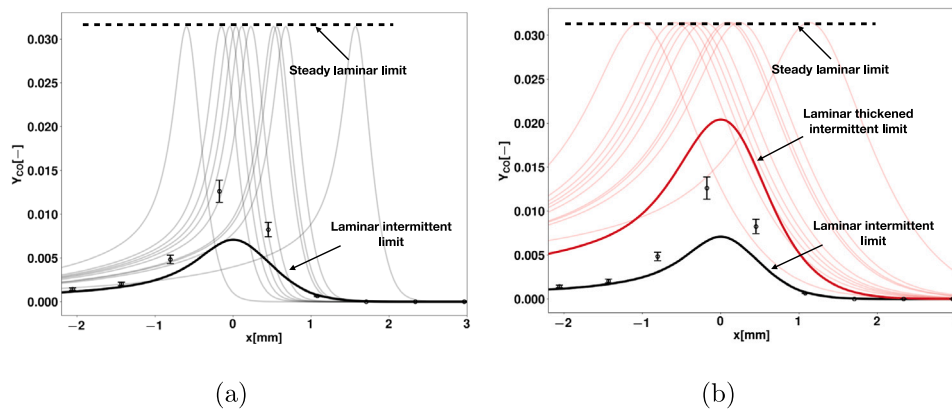 0.030
0.025
0.020
0.015
0.010
0.005
0.000
Y_CO[−]
Steady laminar limit
Laminar intermittent
limit
−2
−1
0
1
2
3
x[mm]
(a)
0.030
0.025
0.020
0.015
0.010
0.005
0.000
Y_CO[−]
Steady laminar limit
Laminar thickened
intermittent limit
Laminar intermittent
limit
−2
−1
0
1
2
x[mm]
(b)